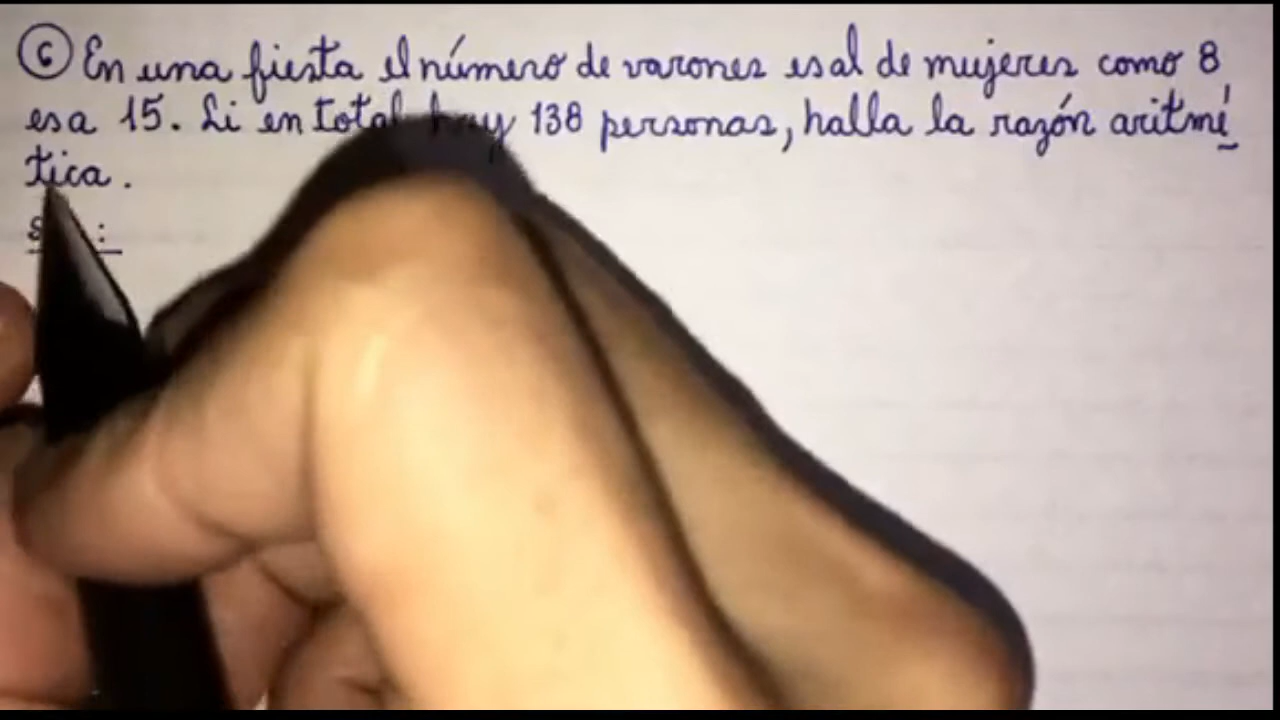 6 En una fiesta el número de varones es al de mujeres como 8
es a 15. Si en total hay 138 personas, halla la razón aritmé
tica.